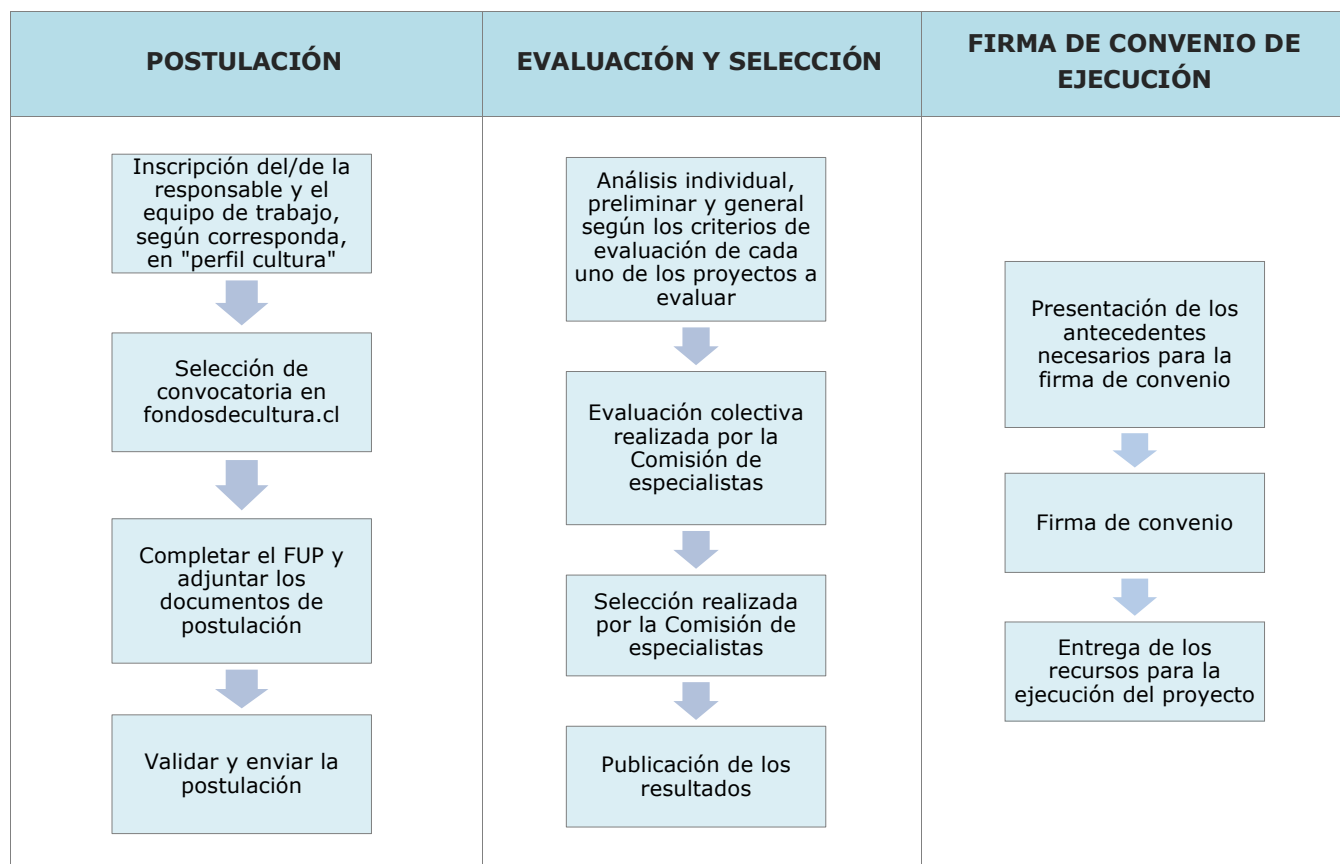 POSTULACIÓN
Inscripción del/de la
responsable y el
equipo de trabajo,
según corresponda,
en "perfil cultura"
Selección de
convocatoria en
fondosdecultura.cl
Completar el FUP y
adjuntar los
documentos de
postulación
Validar y enviar la
postulación
EVALUACIÓN Y SELECCIÓN
Análisis individual,
preliminar y general
según los criterios de
evaluación de cada
uno de los proyectos a
evaluar
Evaluación colectiva
realizada por la
Comisión de
especialistas
Selección realizada
por la Comisión de
especialistas
Publicación de los
resultados
FIRMA DE CONVENIO DE
EJECUCIÓN
Presentación de los
antecedentes
necesarios para la
firma de convenio
Firma de convenio
Entrega de los
recursos para la
ejecución del proyecto